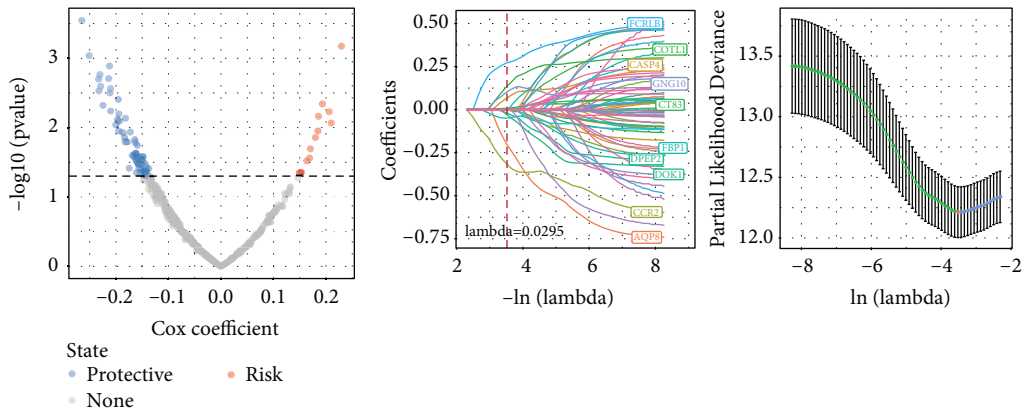 −log10 (pvalue)
3
2
1
0
−0.2
−0.1
0.0
0.1
0.2
Cox coefficient
State
Protective
Risk
None
Coefficients
0.50
0.25
0.00
−0.25
−0.50
−0.75
FCRLB
COTL1
CASP4
GNG10
CT83
FBP1
DPEP2
DOK1
CCR2
AQP8
lambda=0.0295
2
4
6
8
−ln (lambda)
Partial Likelihood Deviance
13.5
13.0
12.5
12.0
−8
−6
−4
−2
ln (lambda)